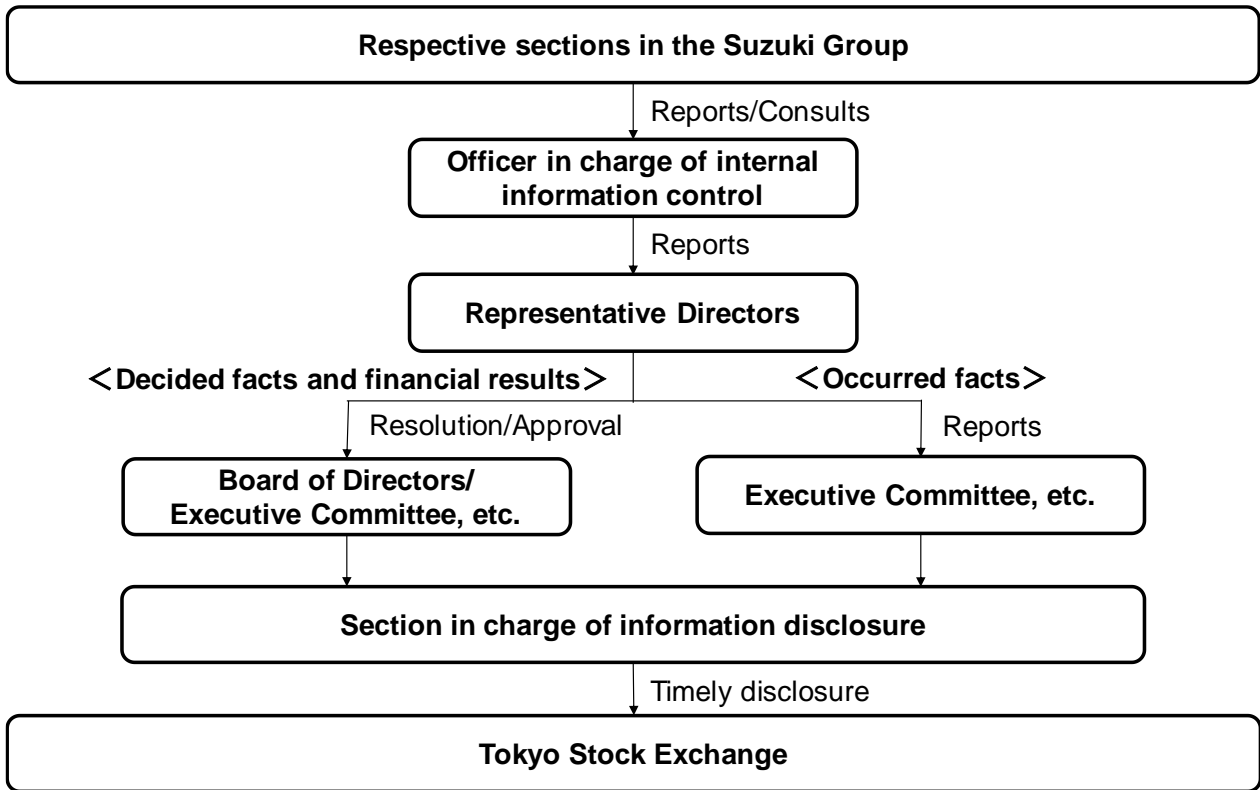 Respective sections in the Suzuki Group
Reports/Consults
Officer in charge of internal
information control
Reports
Representative Directors
＜Decided facts and financial results＞
＜Occurred facts＞
Resolution/Approval
Reports
Board of Directors/
Executive Committee, etc.
Executive Committee, etc.
Section in charge of information disclosure
Timely disclosure
Tokyo Stock Exchange